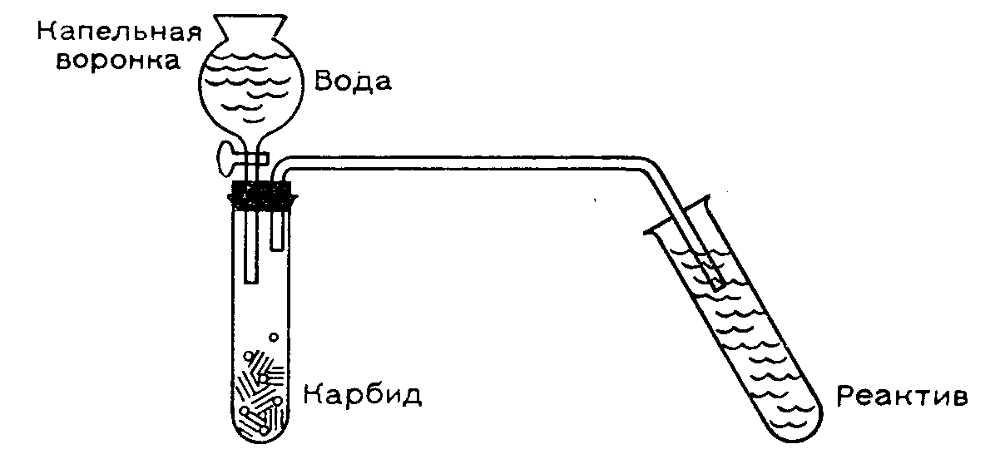 Капельная
воронка
Вода
Карбид
Реактив